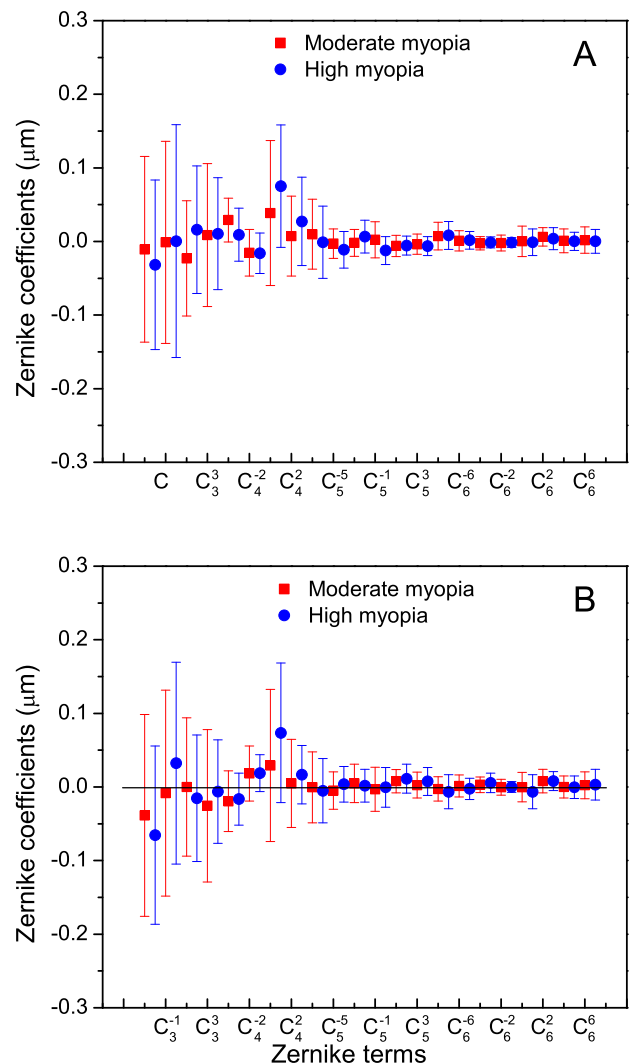 0.3
Moderate myopia
High myopia
A
0.2
0.1
0.0
-0.1
-0.2
-0.3
Zernike coefficients (μm)
C C₃³ C₄⁻² C₄² C₅⁻⁵ C₅⁻¹ C₅³ C₆⁻⁶ C₆⁻² C₆² C₆⁶
0.3
Moderate myopia
High myopia
B
0.2
0.1
0.0
-0.1
-0.2
-0.3
Zernike coefficients (μm)
C₃⁻¹ C₃³ C₄⁻² C₄² C₅⁻⁵ C₅⁻¹ C₅³ C₆⁻⁶ C₆⁻² C₆² C₆⁶
Zernike terms